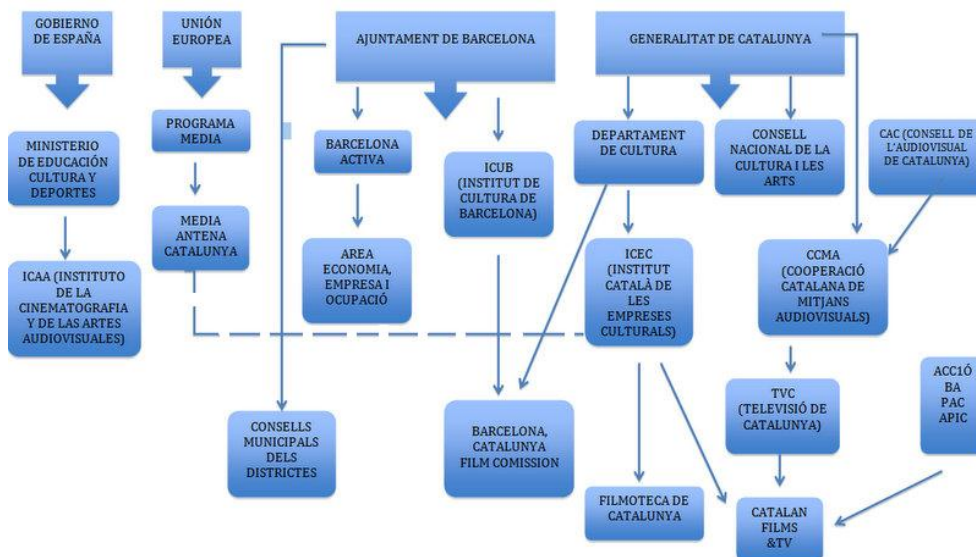 GOBIERNO
DE ESPAÑA
UNIÓN
EUROPEA
AJUNTAMENT DE BARCELONA
GENERALITAT DE CATALUNYA
MINISTERIO
DE EDUCACIÓN
CULTURA Y
DEPORTES
PROGRAMA
MEDIA
BARCELONA
ACTIVA
ICUB
(INSTITUT DE
CULTURA DE
BARCELONA)
DEPARTAMENT
DE CULTURA
CONSELL
NACIONAL DE LA
CULTURA I LES
ARTS
CAC (CONSELL DE
L'AUDIOVISUAL
DE CATALUNYA)
ICAA (INSTITUTO
DE LA
CINEMATOGRAFIA
Y DE LAS ARTES
AUDIOVISUALES)
MEDIA
ANTENA
CATALUNYA
AREA
ECONOMIA,
EMPRESA I
OCUPACIÓ
ICEC
(INSTITUT
CATALÀ DE
LES
EMPRESES
CULTURALS)
CCMA
(COOPERACIÓ
CATALANA DE
MITJANS
AUDIOVISUALS)
CONSELLS
MUNICIPALS
DELS
DISTRICTES
BARCELONA,
CATALUNYA
FILM COMISSION
TVC
(TELEVISIÓ DE
CATALUNYA)
ACC1Ó
BA
PAC
APIC
FILMOTECA DE
CATALUNYA
CATALAN
FILMS
&TV